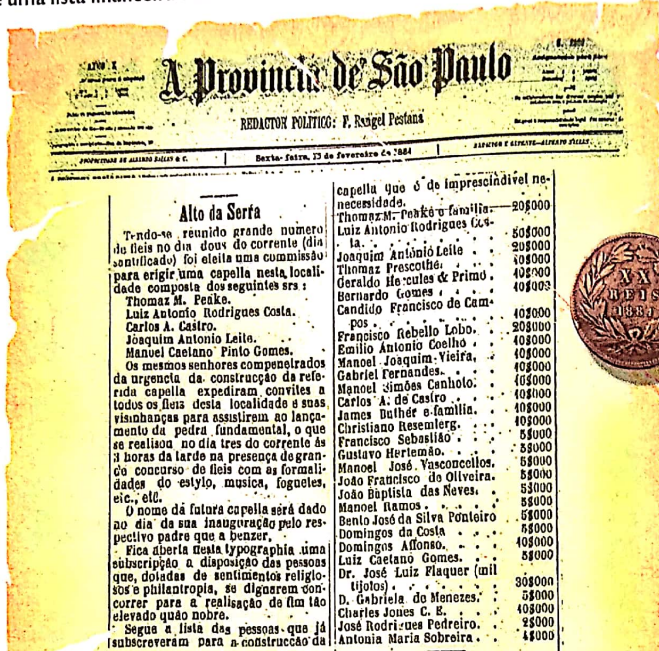 uma lista
ANNO X
A Provincia de São Paulo
REDACTOR POLITICO: F. Rangel Pestana
PROPRIEDADE DE ALBERTO SALLES & C.
Sexta-feira, 15 de fevereiro de 1884
REDACTOR E GERENTE—ALBERTO SALLES
Alto da Serra
Tendo-se reunido grande numero
de fieis no dia dous do corrente (dia
santificado) foi eleita uma commissão
para erigir uma capella nesta locali-
dade composta dos seguintes srs :
Thomaz M. Peake.
Luiz Antonio Rodrigues Costa.
Carlos A. Castro.
Joaquim Antonio Leite.
Manuel Caetano Pinto Gomes.
Os mesmos senhores compenetrados
da urgencia da construcção da refe-
rida capella expediram convites a
todos os fieis desta localidade e suas
visinhanças para assistirem ao lança-
mento da pedra fundamental, o que
se realisou no dia tres do corrente ás
3 horas da tarde na presença de gran-
de concurso de fieis com as formali-
dades do estylo, musica, foguetes,
etc., etc.
O nome da futura capella será dado
no dia da sua inauguração pelo res-
pectivo padre que a benzer.
Fica aberta nesta typographia uma
subscripção a disposição das pessoas
que, dotadas de sentimentos religio-
sos e philantropia, se dignarem con-
correr para a realisação de fim tão
elevado quão nobre.
Segue a lista das pessoas que já
subscreveram para a construcção da
capella que é de imprescindivel ne-
necessidade.
Thomaz M. Peake e familia. 20$000
Luiz Antonio Rodrigues Cos-
ta. 50$000
Joaquim Antonio Leite . 20$000
Thomaz Prescothe. 10$000
Geraldo Hercules & Primo. 10$000
Bernardo Gomes . 10$000
Candido Francisco de Cam-
pos. 10$000
Francisco Rebello Lobo. 20$000
Emilio Antonio Coelho . 10$000
Manoel Joaquim Vieira. 10$000
Gabriel Fernandes. 10$000
Manoel Simões Canhoto. 10$000
Carlos A. de Castro . 10$000
James Duther e familia. 10$000
Christiano Resemlerg. 10$000
Francisco Sebastião . 5$000
Gustavo Hertemão. 5$000
Manoel José Vasconcellos. 5$000
João Francisco de Oliveira. 5$000
João Baptista das Neves. 5$000
Manoel Ramos . 5$000
Bento José da Silva Ponteiro 5$000
Domingos da Costa . 5$000
Domingos Affonso. 10$000
Luiz Caetano Gomes. 5$000
Dr. José Luiz Flaquer (mil
tijolos) . 30$000
D. Gabriela de Menezes. 5$000
Charles Jones C. E. 10$000
José Rodrigues Pedreiro. 2$000
Antonia Maria Sobreira . 4$000
XX
REIS